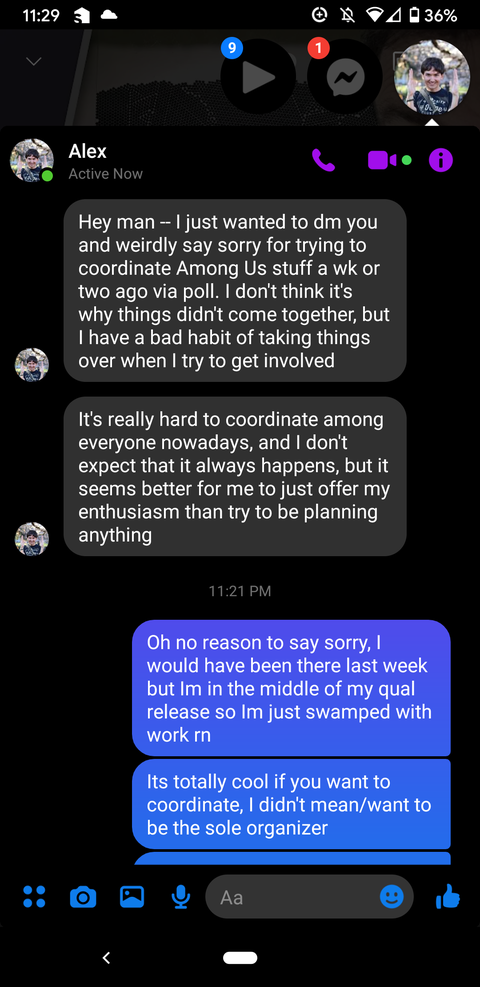 11:29
36%
9
1
Alex
Active Now
Hey man -- I just wanted to dm you
and weirdly say sorry for trying to
coordinate Among Us stuff a wk or
two ago via poll. I don't think it's
why things didn't come together, but
I have a bad habit of taking things
over when I try to get involved
It's really hard to coordinate among
everyone nowadays, and I don't
expect that it always happens, but it
seems better for me to just offer my
enthusiasm than try to be planning
anything
11:21 PM
Oh no reason to say sorry, I
would have been there last week
but Im in the middle of my qual
release so Im just swamped with
work rn
Its totally cool if you want to
coordinate, I didn't mean/want to
be the sole organizer
Aa